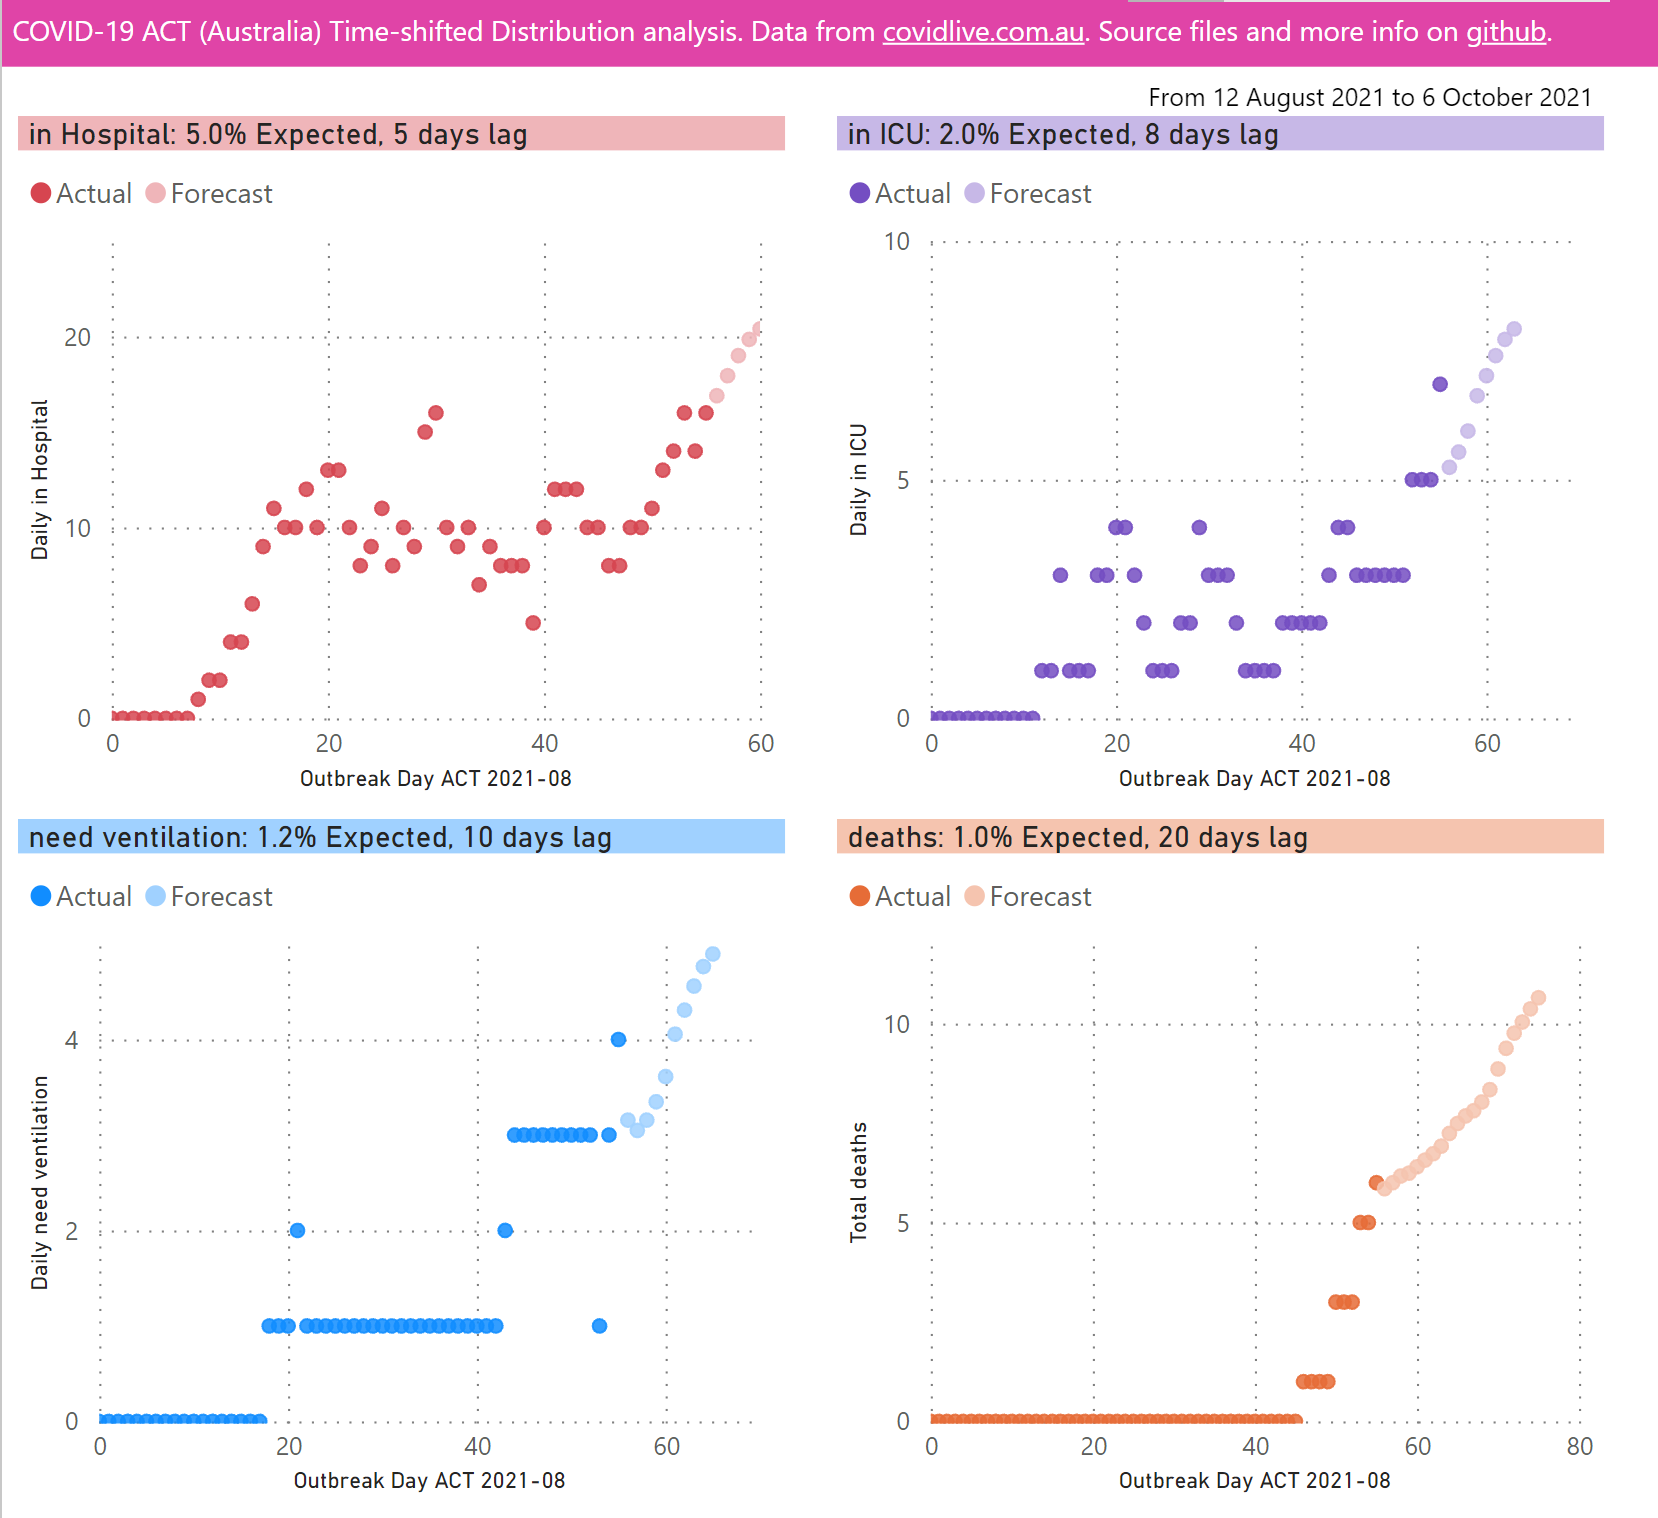 COVID-19 ACT (Australia) Time-shifted Distribution analysis. Data from covidlive.com.au. Source files and more info on github.
From 12 August 2021 to 6 October 2021
in Hospital: 5.0% Expected, 5 days lag
Actual Forecast
Daily in Hospital
20
10
0
0 20 40 60
Outbreak Day ACT 2021-08
in ICU: 2.0% Expected, 8 days lag
Actual Forecast
Daily in ICU
10
5
0
0 20 40 60
Outbreak Day ACT 2021-08
need ventilation: 1.2% Expected, 10 days lag
Actual Forecast
Daily need ventilation
4
2
0
0 20 40 60
Outbreak Day ACT 2021-08
deaths: 1.0% Expected, 20 days lag
Actual Forecast
Total deaths
10
5
0
0 20 40 60 80
Outbreak Day ACT 2021-08